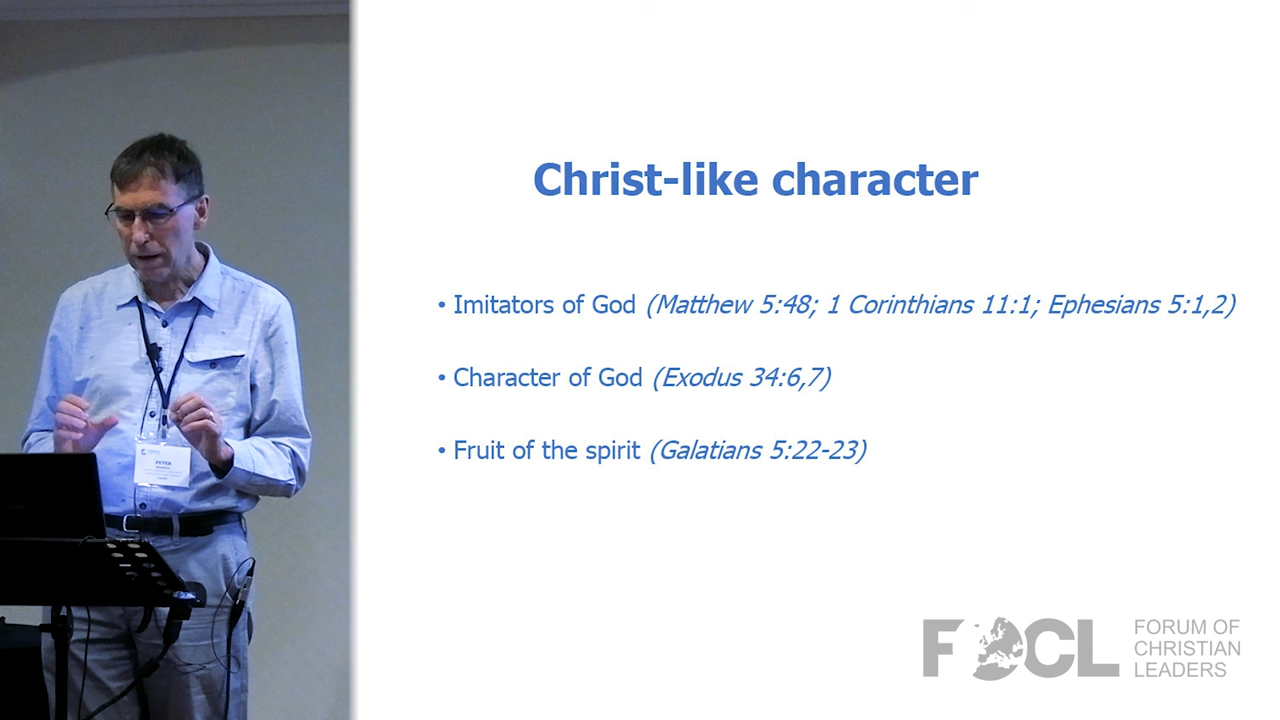 Christ-like character
• Imitators of God (Matthew 5:48; 1 Corinthians 11:1; Ephesians 5:1,2)
• Character of God (Exodus 34:6,7)
• Fruit of the spirit (Galatians 5:22-23)
FOCL
FORUM OF
CHRISTIAN
LEADERS
PETER